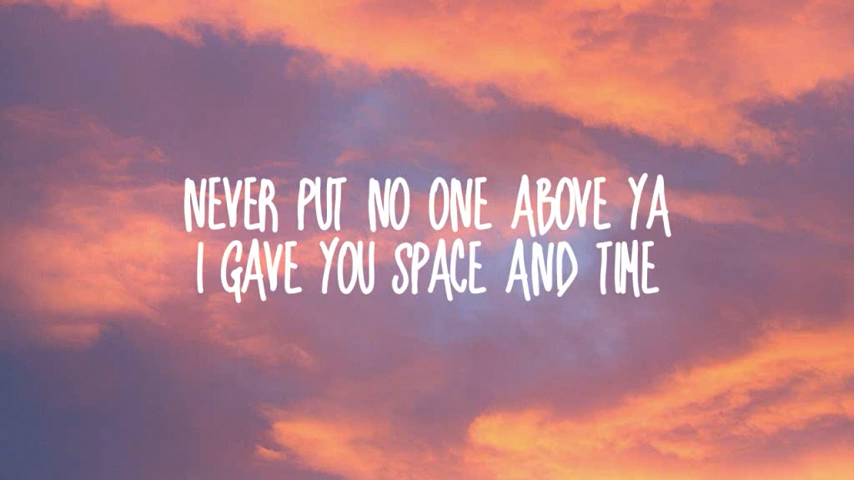 NEVER PUT NO ONE ABOVE YA
I GAVE YOU SPACE AND TIME